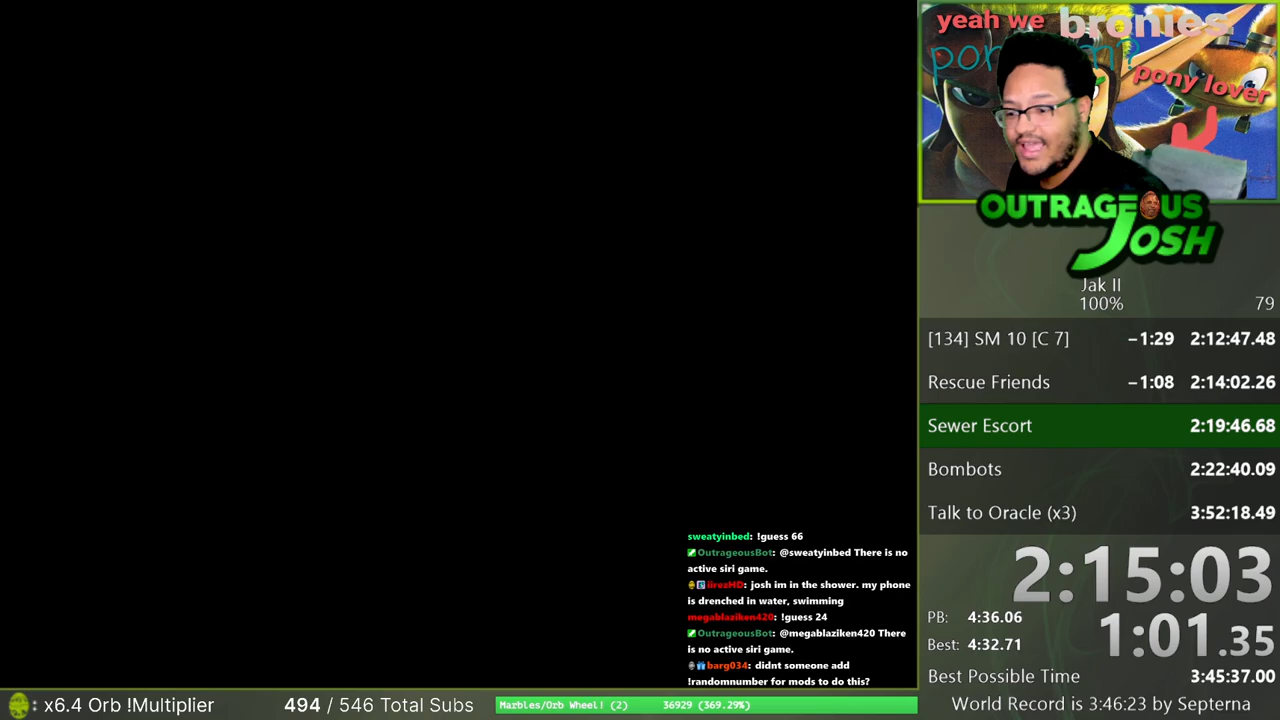 yeah we bronies
pony lover
OUTRAGEOUS
JOSH
Jak II
100% 79
[134] SM 10 [C 7] −1:29 2:12:47.48
Rescue Friends −1:08 2:14:02.26
Sewer Escort 2:19:46.68
Bombots 2:22:40.09
Talk to Oracle (x3) 3:52:18.49
2:15:03
PB: 4:36.06
Best: 4:32.71
1:01.35
Best Possible Time 3:45:37.00
World Record is 3:46:23 by Septerna
sweatyinbed: !guess 66
OutrageousBot: @sweatyinbed There is no
active siri game.
iirezHD: josh im in the shower. my phone
is drenched in water, swimming
megablaziken420: !guess 24
OutrageousBot: @megablaziken420 There
is no active siri game.
barg034: didnt someone add
!randomnumber for mods to do this?
: x6.4 Orb !Multiplier
494 / 546 Total Subs
Marbles/Orb Wheel! (2) 36929 (369.29%)